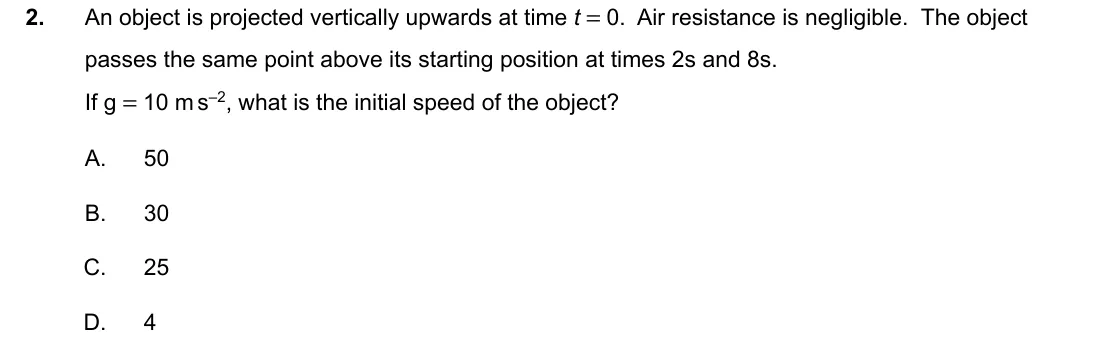 2. An object is projected vertically upwards at time t = 0. Air resistance is negligible. The object
passes the same point above its starting position at times 2s and 8s.
If g = 10 m s⁻², what is the initial speed of the object?
A. 50
B. 30
C. 25
D. 4